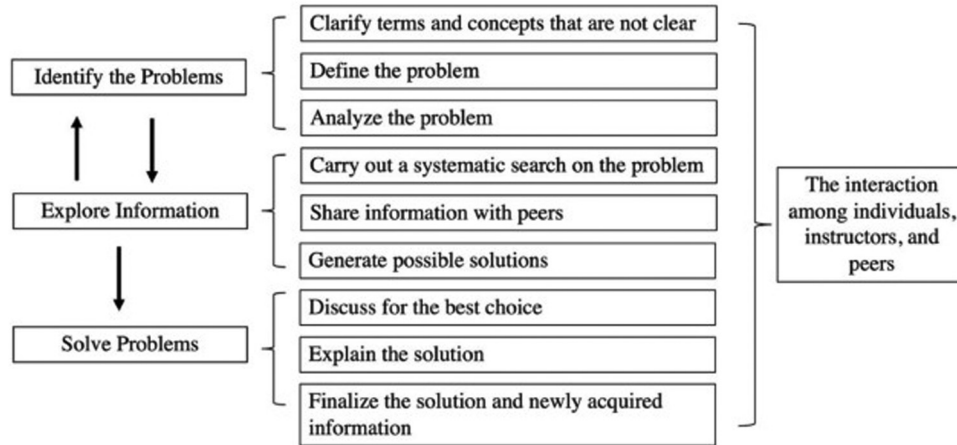 Clarify terms and concepts that are not clear
Identify the Problems
Define the problem
Analyze the problem
Carry out a systematic search on the problem
Explore Information
Share information with peers
Generate possible solutions
Discuss for the best choice
Solve Problems
Explain the solution
Finalize the solution and newly acquired
information
The interaction
among individuals,
instructors, and
peers